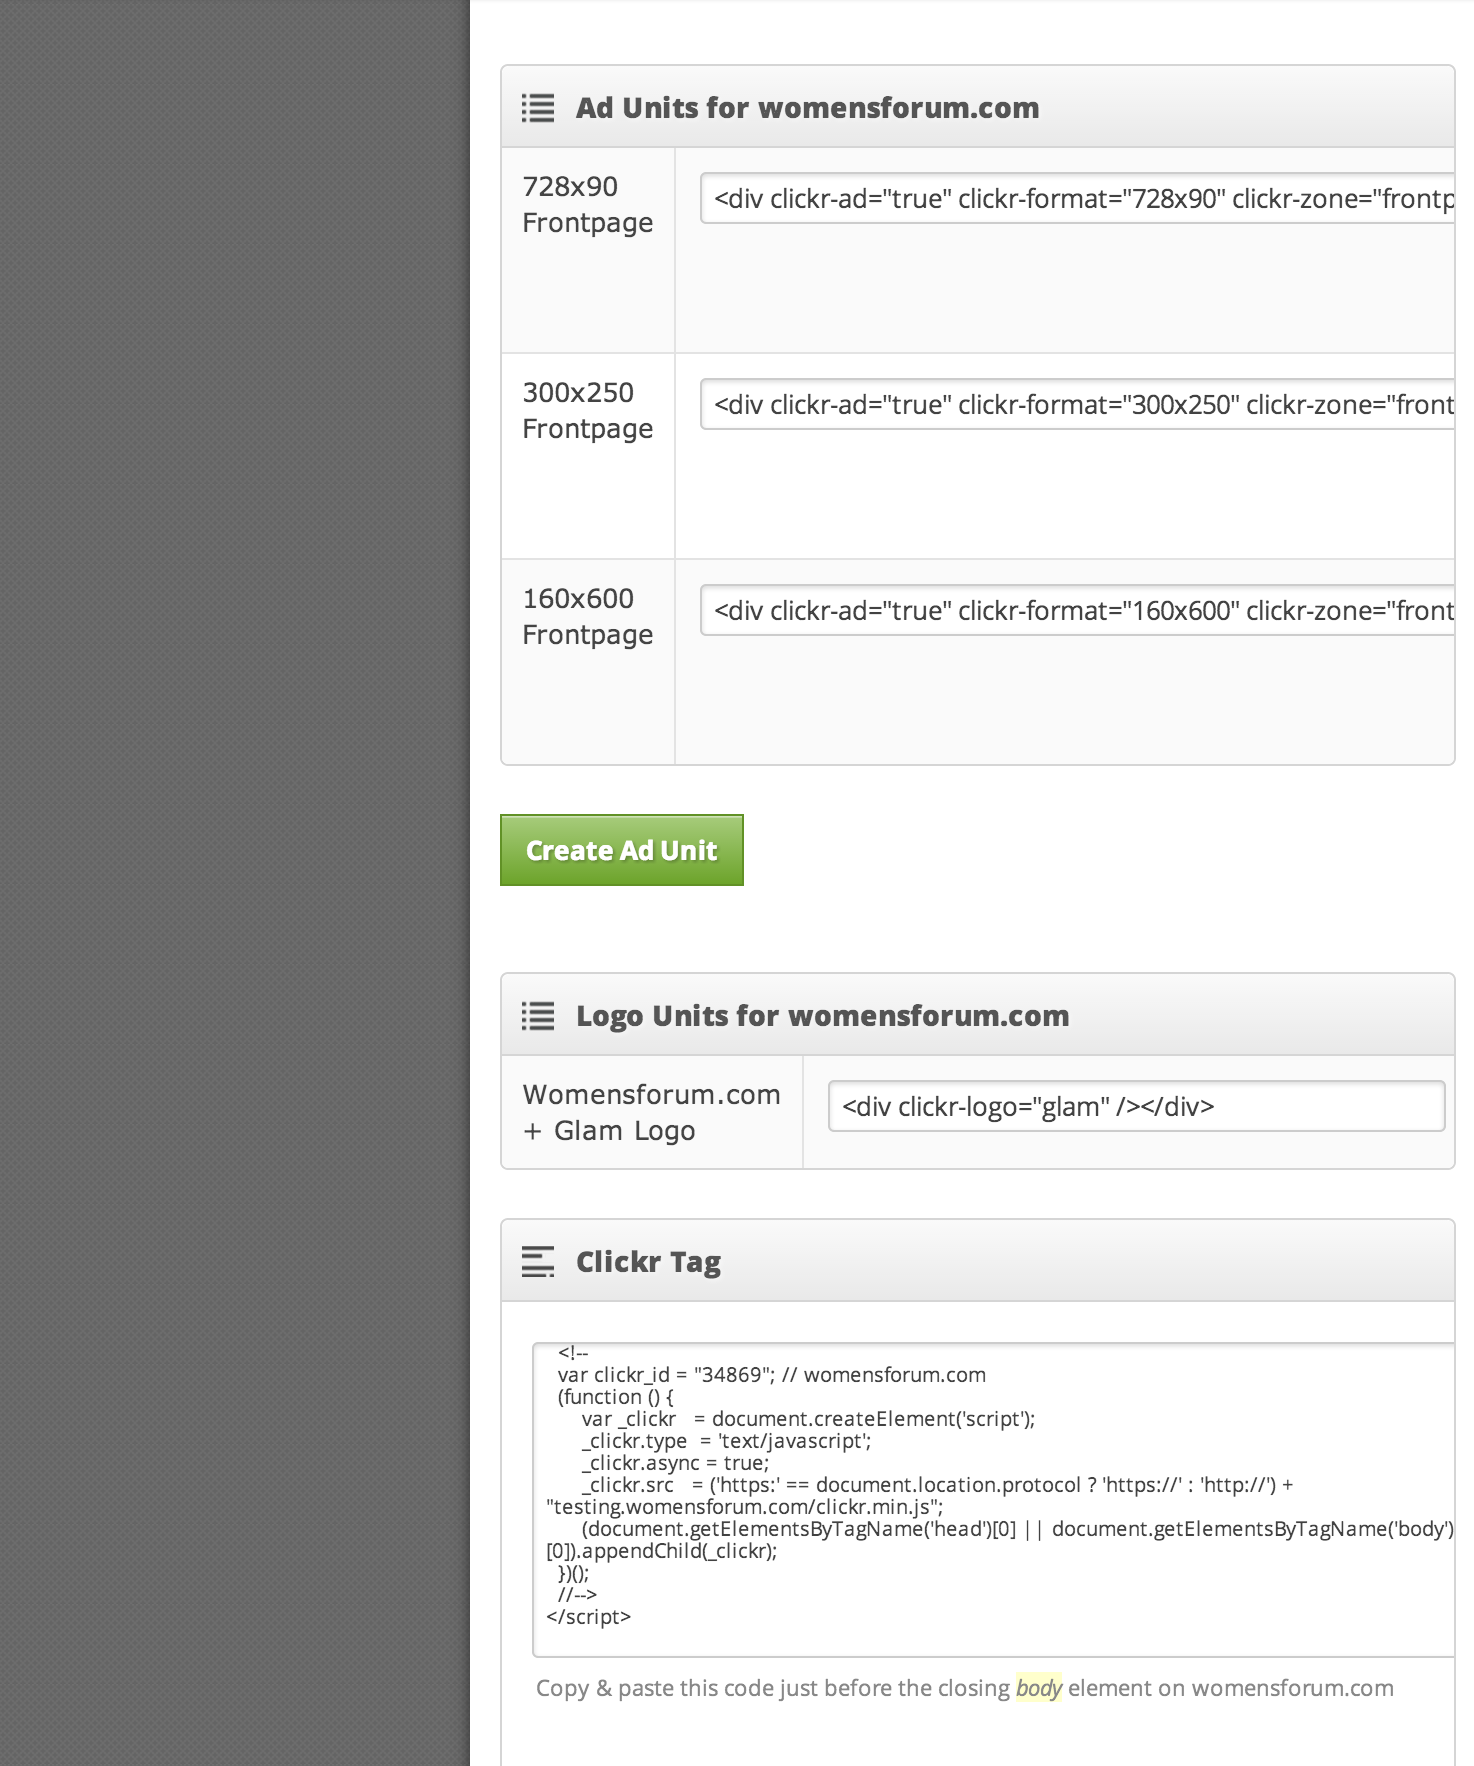 Ad Units for womensforum.com
728x90
Frontpage
<div clickr-ad="true" clickr-format="728x90" clickr-zone="frontp
300x250
Frontpage
<div clickr-ad="true" clickr-format="300x250" clickr-zone="front
160x600
Frontpage
<div clickr-ad="true" clickr-format="160x600" clickr-zone="front
Create Ad Unit
Logo Units for womensforum.com
Womensforum.com
+ Glam Logo
<div clickr-logo="glam" /></div>
Clickr Tag
<!--
var clickr_id = "34869"; // womensforum.com
(function () {
var _clickr = document.createElement('script');
_clickr.type = 'text/javascript';
_clickr.async = true;
_clickr.src = ('https:' == document.location.protocol ? 'https://' : 'http://') +
"testing.womensforum.com/clickr.min.js";
(document.getElementsByTagName('head')[0] || document.getElementsByTagName('body')
[0]).appendChild(_clickr);
})();
//-->
</script>
Copy & paste this code just before the closing body element on womensforum.com